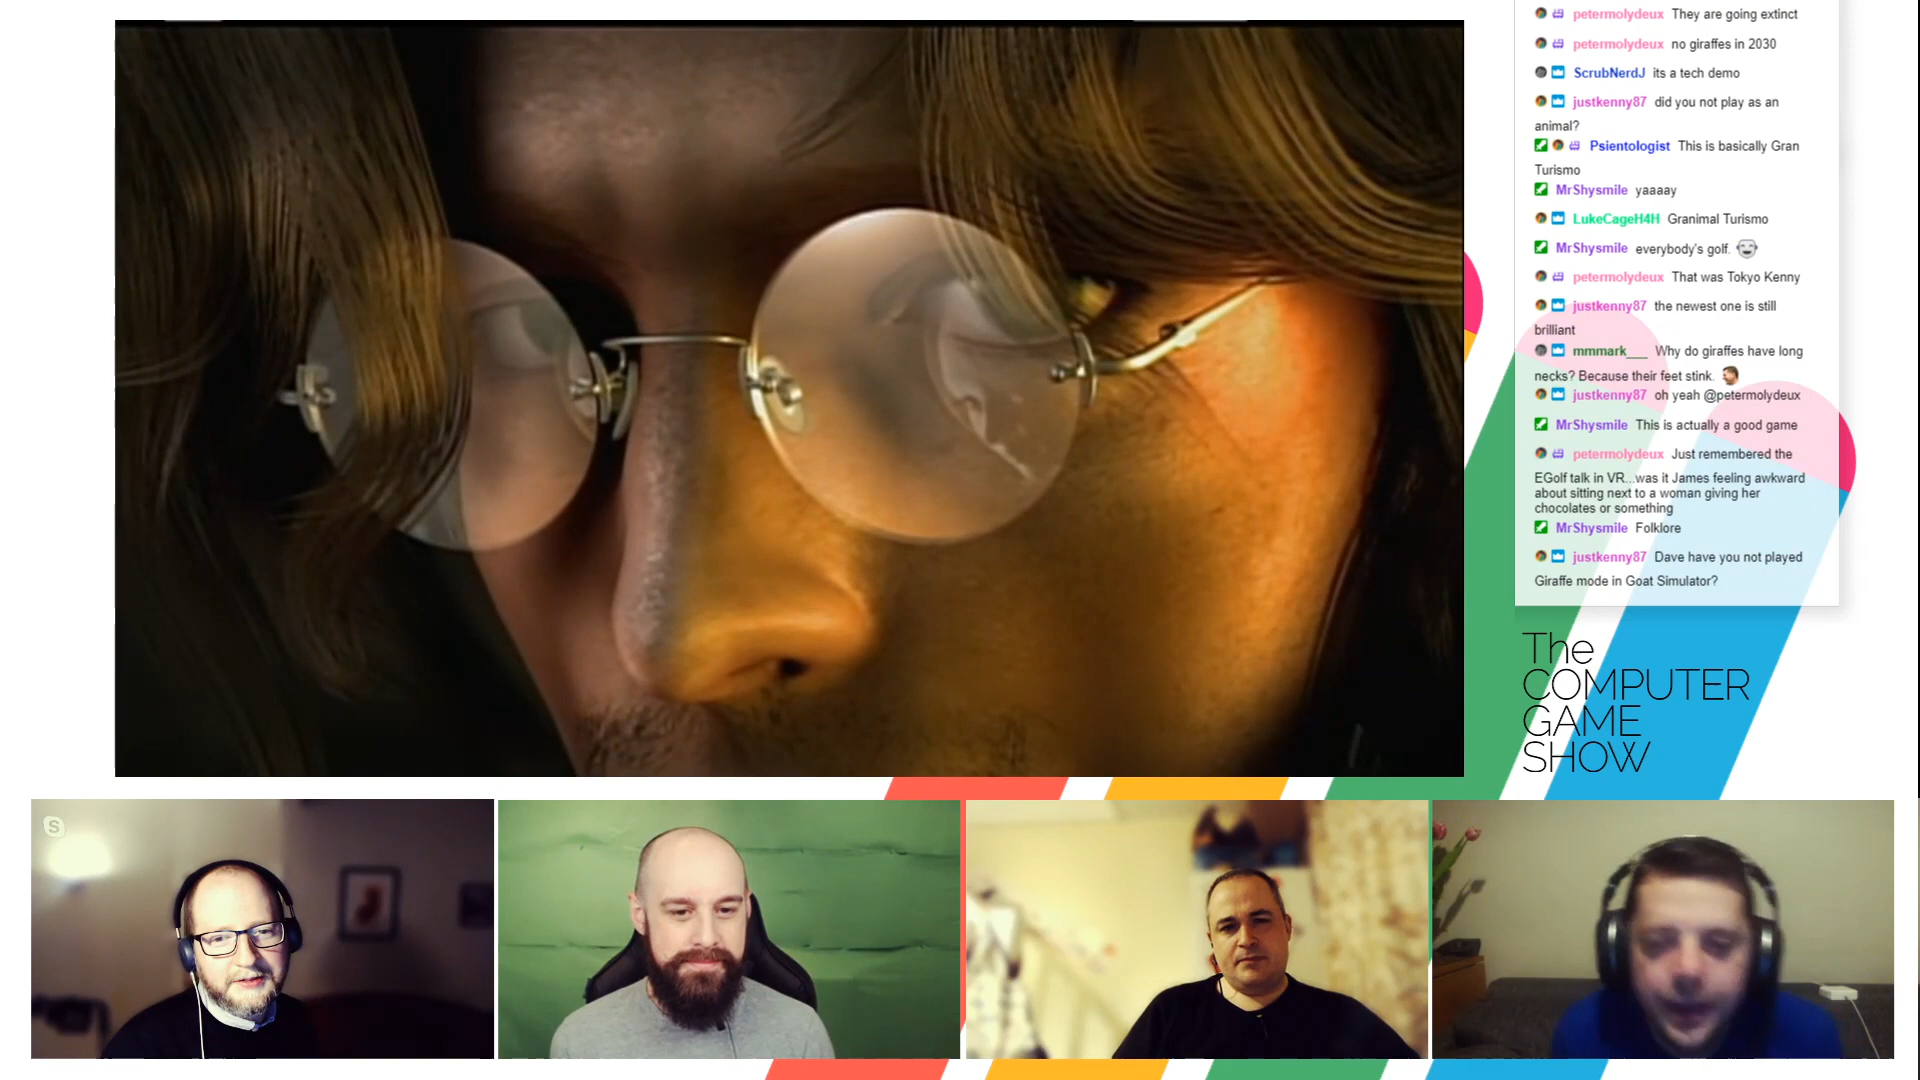 petermolydeux They are going extinct
petermolydeux no giraffes in 2030
ScrubNerdJ its a tech demo
justkenny87 did you not play as an
animal?
Psientologist This is basically Gran
Turismo
MrShysmile yaaaay
LukeCageH4H Granimal Turismo
MrShysmile everybody's golf.
petermolydeux That was Tokyo Kenny
justkenny87 the newest one is still
brilliant
mmmark___ Why do giraffes have long
necks? Because their feet stink.
justkenny87 oh yeah @petermolydeux
MrShysmile This is actually a good game
petermolydeux Just remembered the
EGolf talk in VR...was it James feeling awkward
about sitting next to a woman giving her
chocolates or something
MrShysmile Folklore
justkenny87 Dave have you not played
Giraffe mode in Goat Simulator?
The
COMPUTER
GAME
SHOW
S